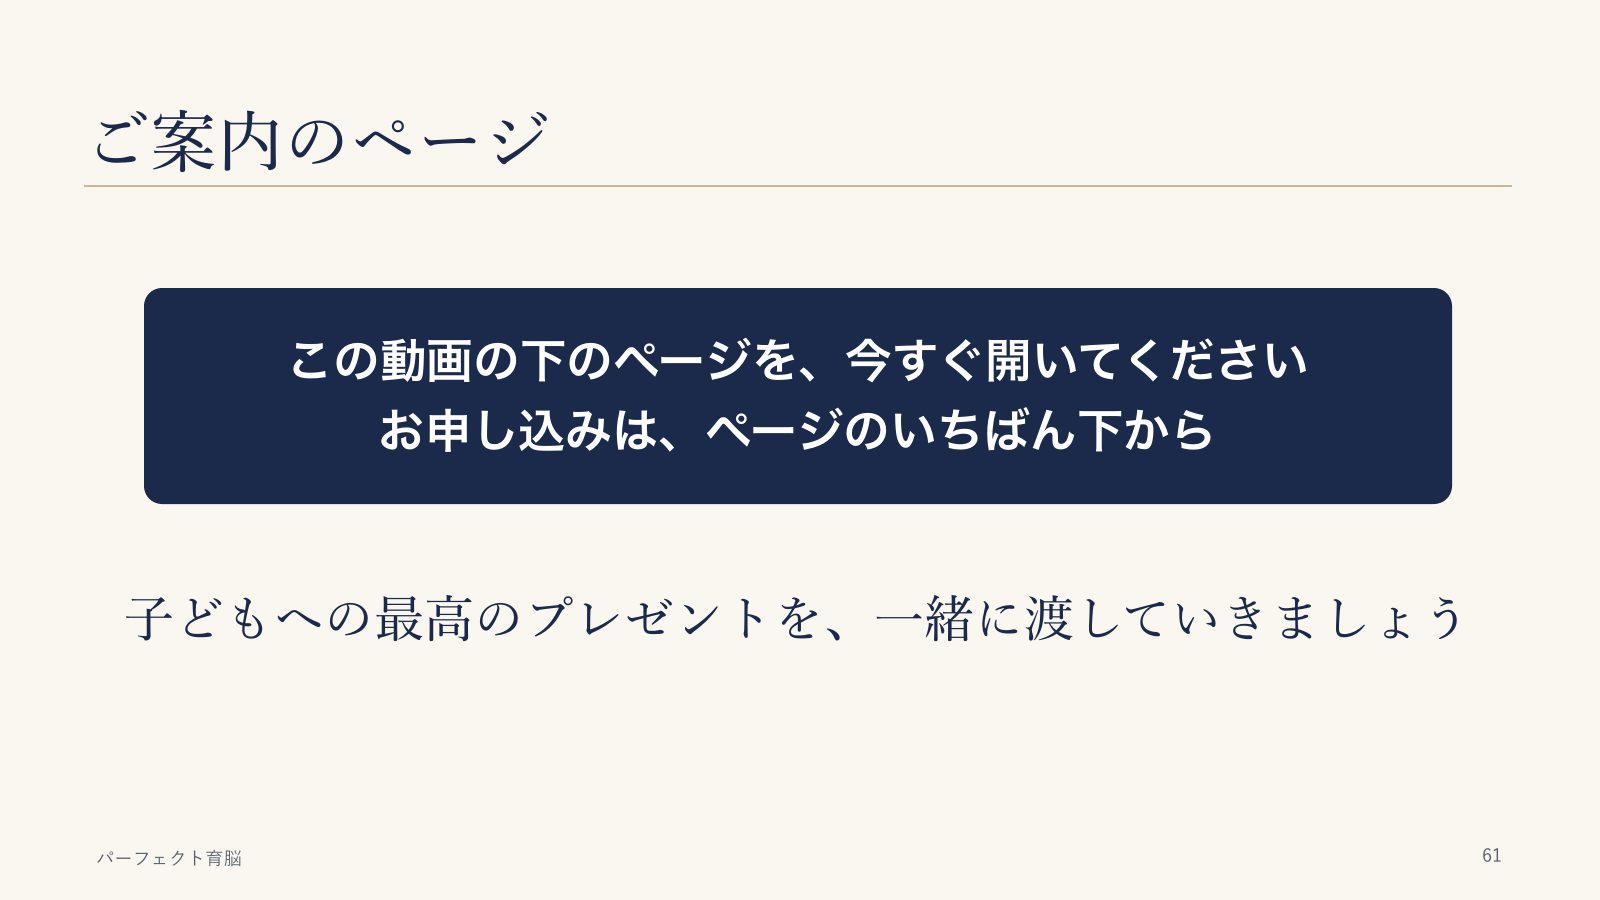 ご案内のページ
この動画の下のページを、今すぐ開いてください
お申し込みは、ページのいちばん下から
子どもへの最高のプレゼントを、一緒に渡していきましょう
パーフェクト育脳
61